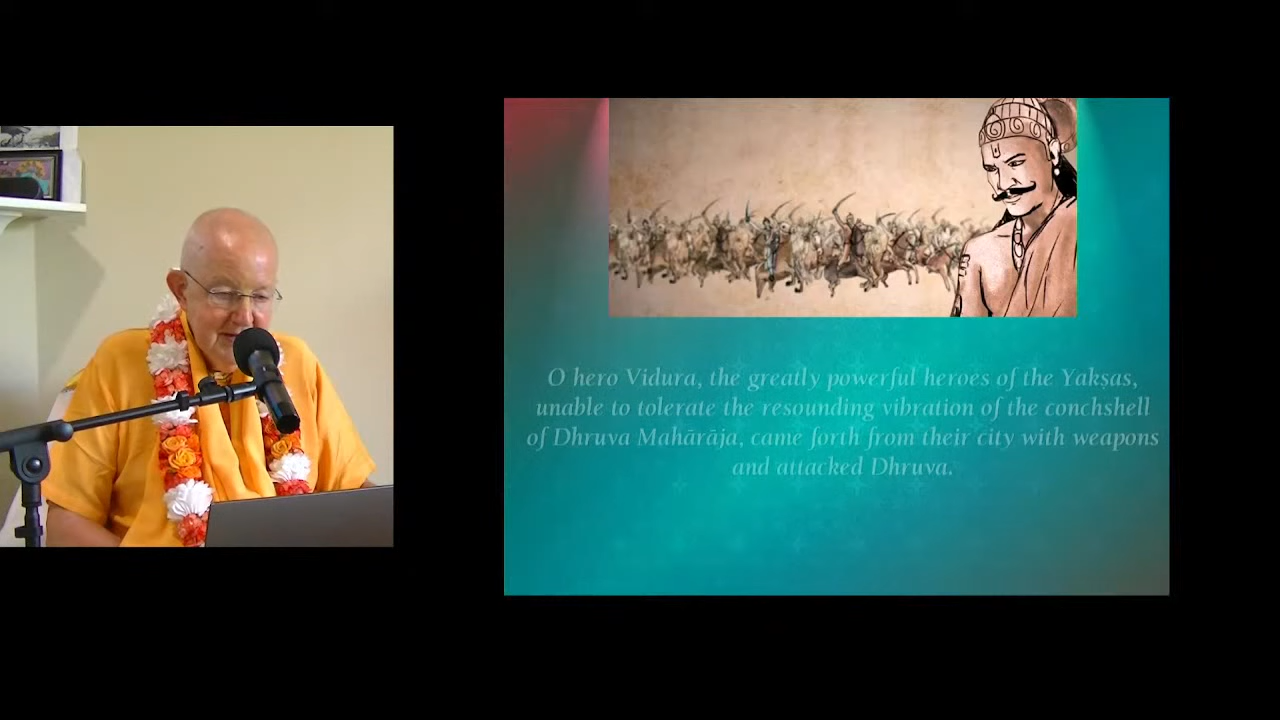 O hero Vidura, the greatly powerful heroes of the Yakṣas,
unable to tolerate the resounding vibration of the conchshell
of Dhruva Mahārāja, came forth from their city with weapons
and attacked Dhruva.